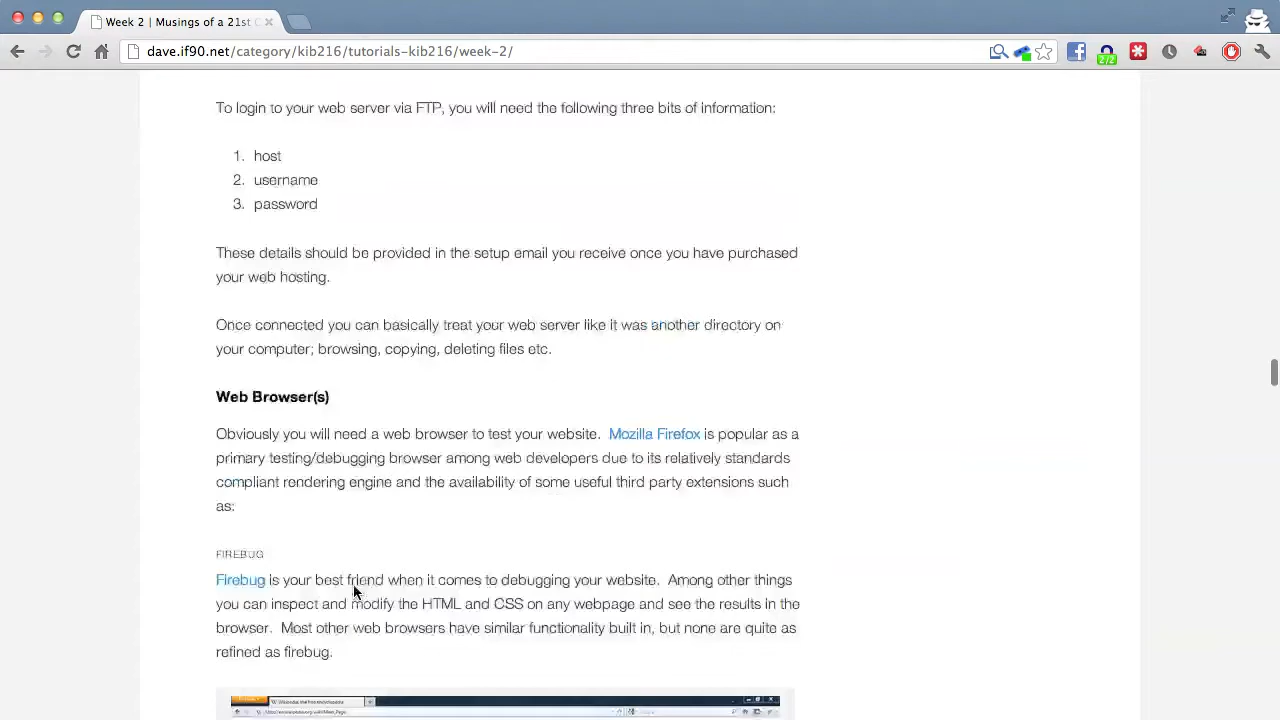 Week 2 | Musings of a 21st C
dave.if90.net/category/kib216/tutorials-kib216/week-2/
2/2
To login to your web server via FTP, you will need the following three bits of information:
1. host
2. username
3. password
These details should be provided in the setup email you receive once you have purchased
your web hosting.
Once connected you can basically treat your web server like it was another directory on
your computer; browsing, copying, deleting files etc.
Web Browser(s)
Obviously you will need a web browser to test your website. Mozilla Firefox is popular as a
primary testing/debugging browser among web developers due to its relatively standards
compliant rendering engine and the availability of some useful third party extensions such
as:
FIREBUG
Firebug is your best friend when it comes to debugging your website. Among other things
you can inspect and modify the HTML and CSS on any webpage and see the results in the
browser. Most other web browsers have similar functionality built in, but none are quite as
refined as firebug.